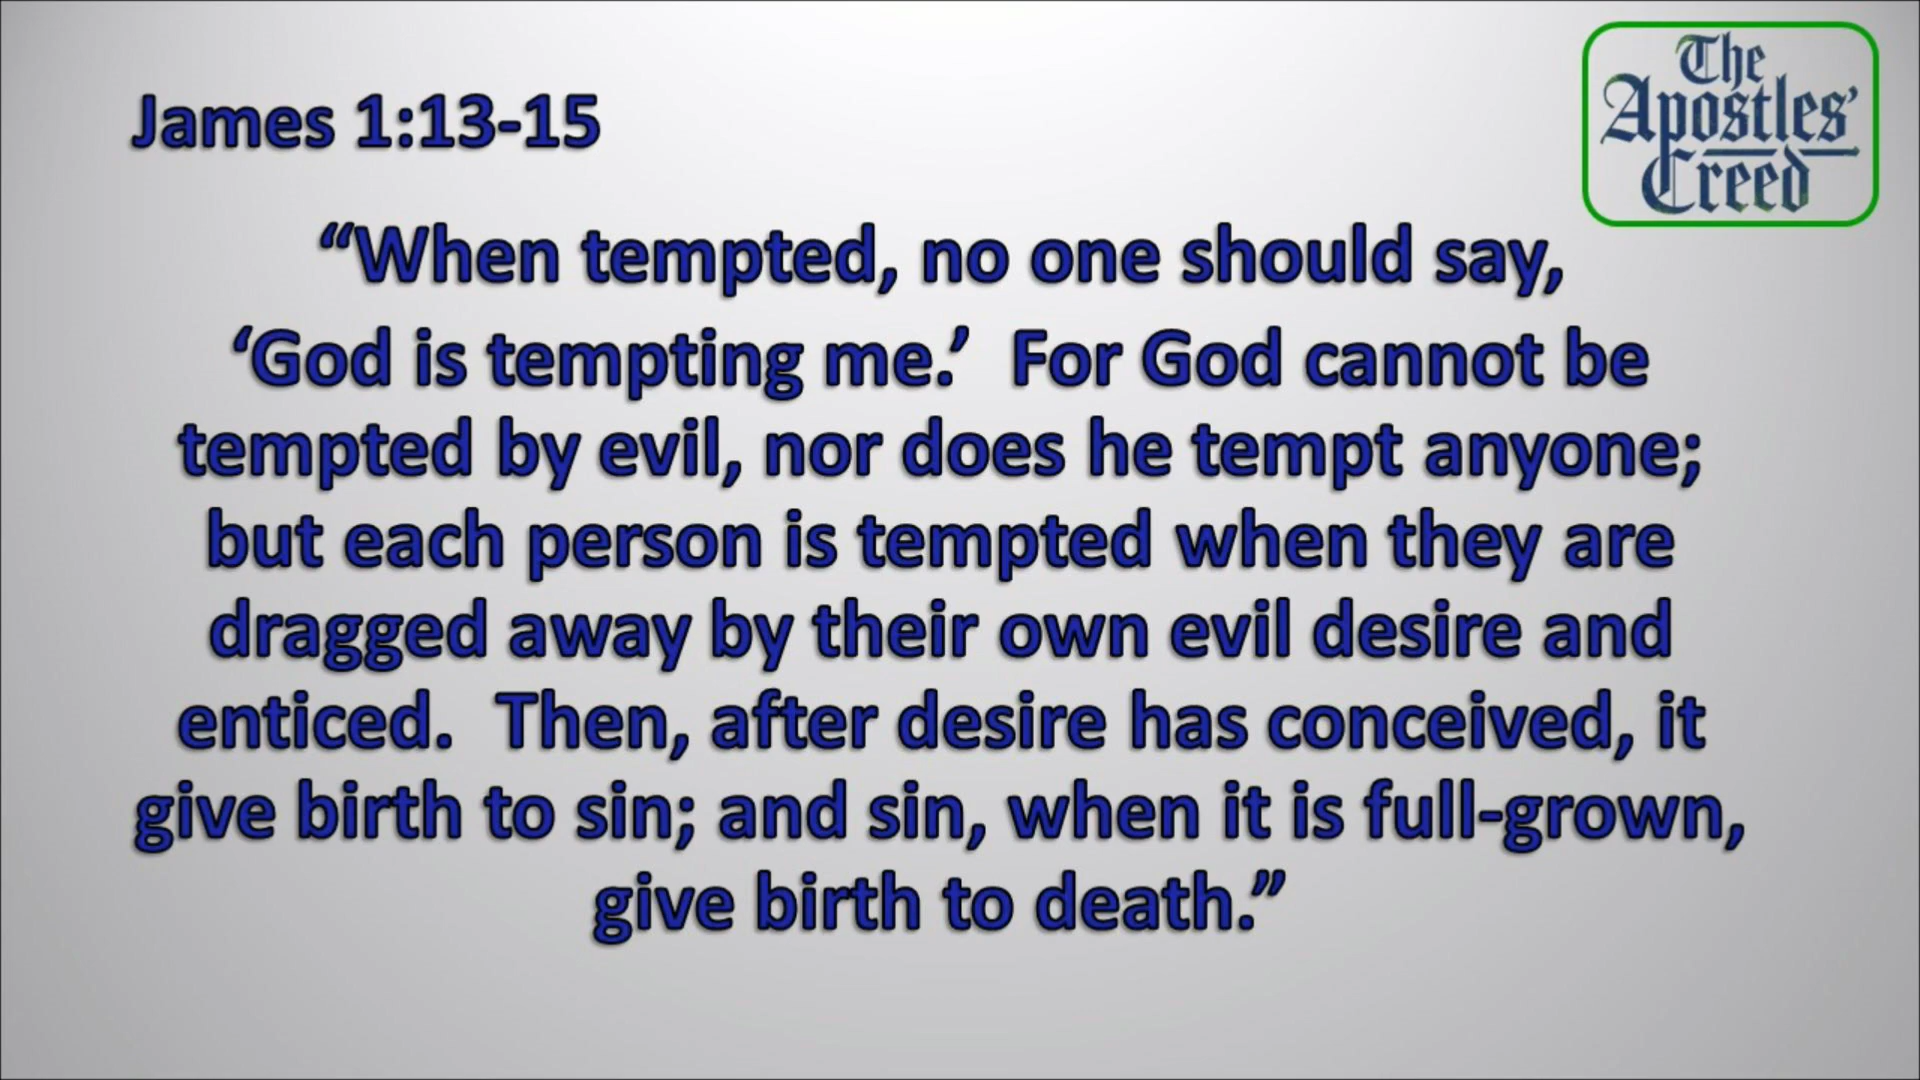 The
Apostles’
Creed
James 1:13-15
“When tempted, no one should say,
‘God is tempting me.’  For God cannot be
tempted by evil, nor does he tempt anyone;
but each person is tempted when they are
dragged away by their own evil desire and
enticed.  Then, after desire has conceived, it
give birth to sin; and sin, when it is full-grown,
give birth to death.”